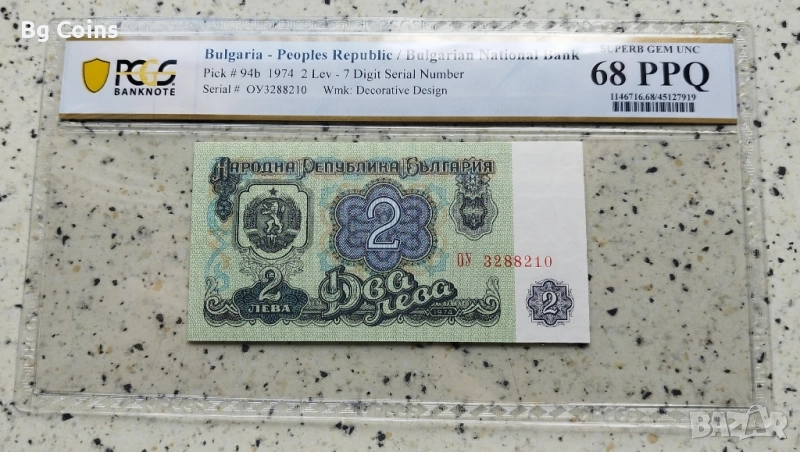 Bg Coins
PCGS
BANKNOTE
Bulgaria - Peoples Republic / Bulgarian National Bank
Pick # 94b 1974 2 Lev - 7 Digit Serial Number
Serial # ОУ3288210 Wmk: Decorative Design
SUPERB GEM UNC
68 PPQ
1146716.68/45127919
НАРОДНА РЕПУБЛИКА БЪЛГАРИЯ
2
ОУ 3288210
2
ЛЕВА
Два
лева
1974
2
BAZAR